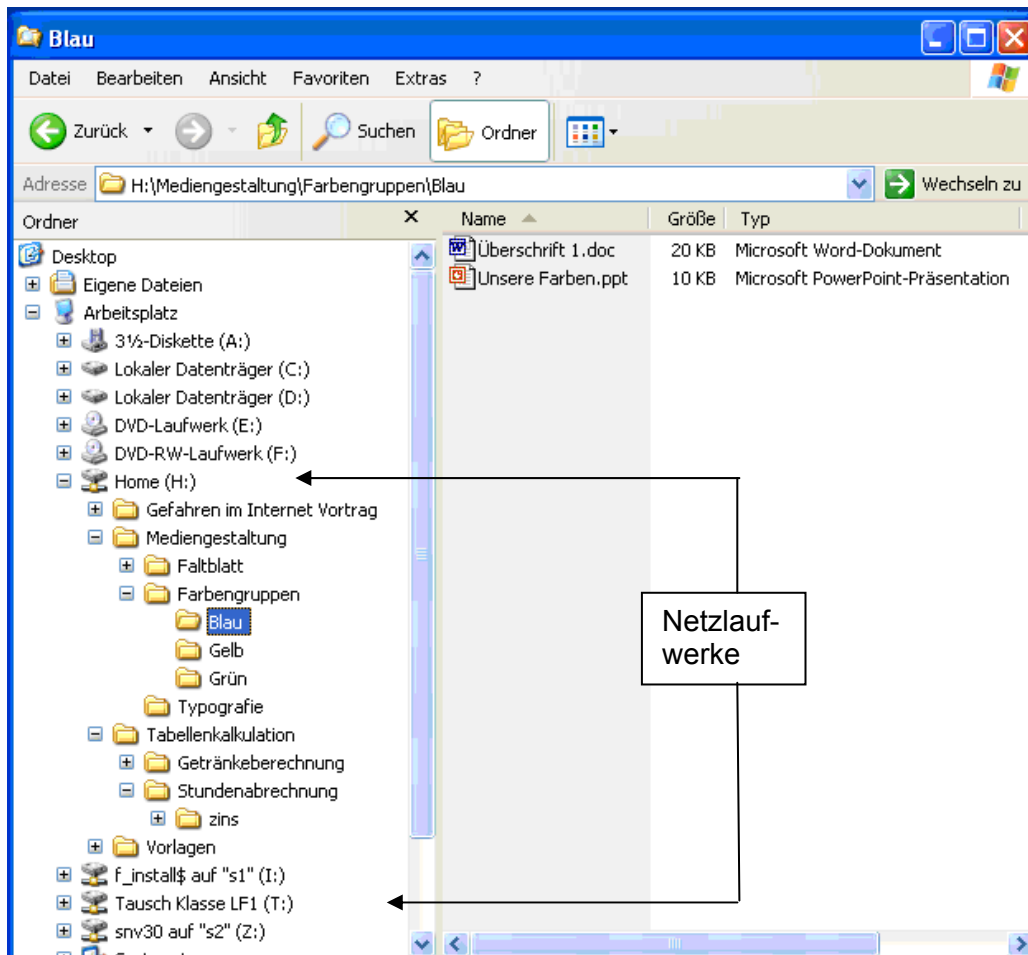 Blau
Datei Bearbeiten Ansicht Favoriten Extras ?
Zurück Suchen Ordner
Adresse H:\Mediengestaltung\Farbengruppen\Blau Wechseln zu
Ordner x Name Größe Typ
Desktop
Eigene Dateien
Arbeitsplatz
3½-Diskette (A:)
Lokaler Datenträger (C:)
Lokaler Datenträger (D:)
DVD-Laufwerk (E:)
DVD-RW-Laufwerk (F:)
Home (H:)
Gefahren im Internet Vortrag
Mediengestaltung
Faltblatt
Farbengruppen
Blau
Gelb
Grün
Typografie
Tabellenkalkulation
Getränkeberechnung
Stundenabrechnung
zins
Vorlagen
f_install$ auf "s1" (I:)
Tausch Klasse LF1 (T:)
snv30 auf "s2" (Z:)
Überschrift 1.doc 20 KB Microsoft Word-Dokument
Unsere Farben.ppt 10 KB Microsoft PowerPoint-Präsentation
Netzlauf-
werke